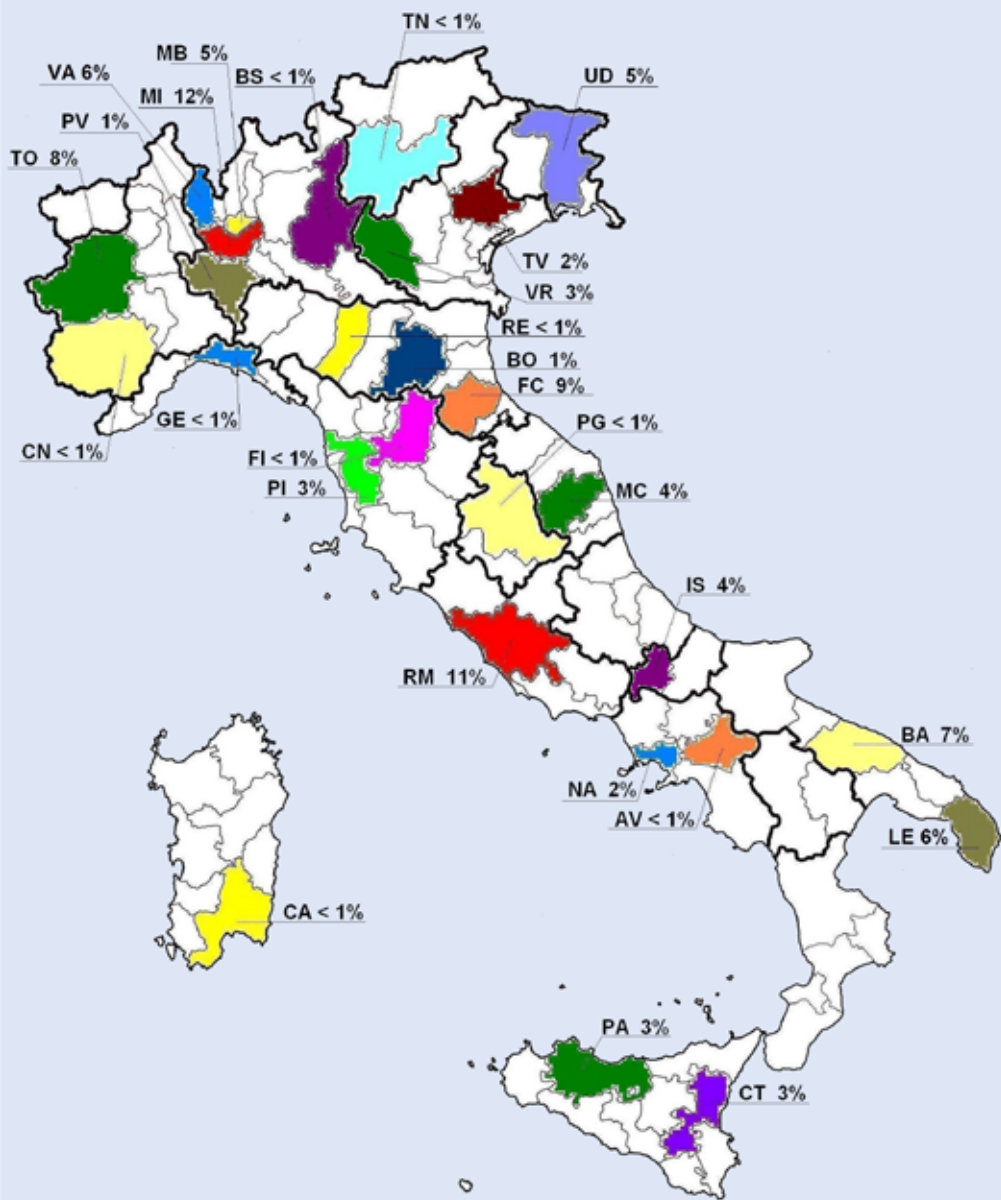 TN < 1%
MB 5%
VA 6%
BS < 1%
UD 5%
MI 12%
PV 1%
TO 8%
TV 2%
VR 3%
RE < 1%
BO 1%
FC 9%
GE < 1%
PG < 1%
CN < 1%
FI < 1%
PI 3%
MC 4%
IS 4%
RM 11%
BA 7%
NA 2%
AV < 1%
LE 6%
CA < 1%
PA 3%
CT 3%